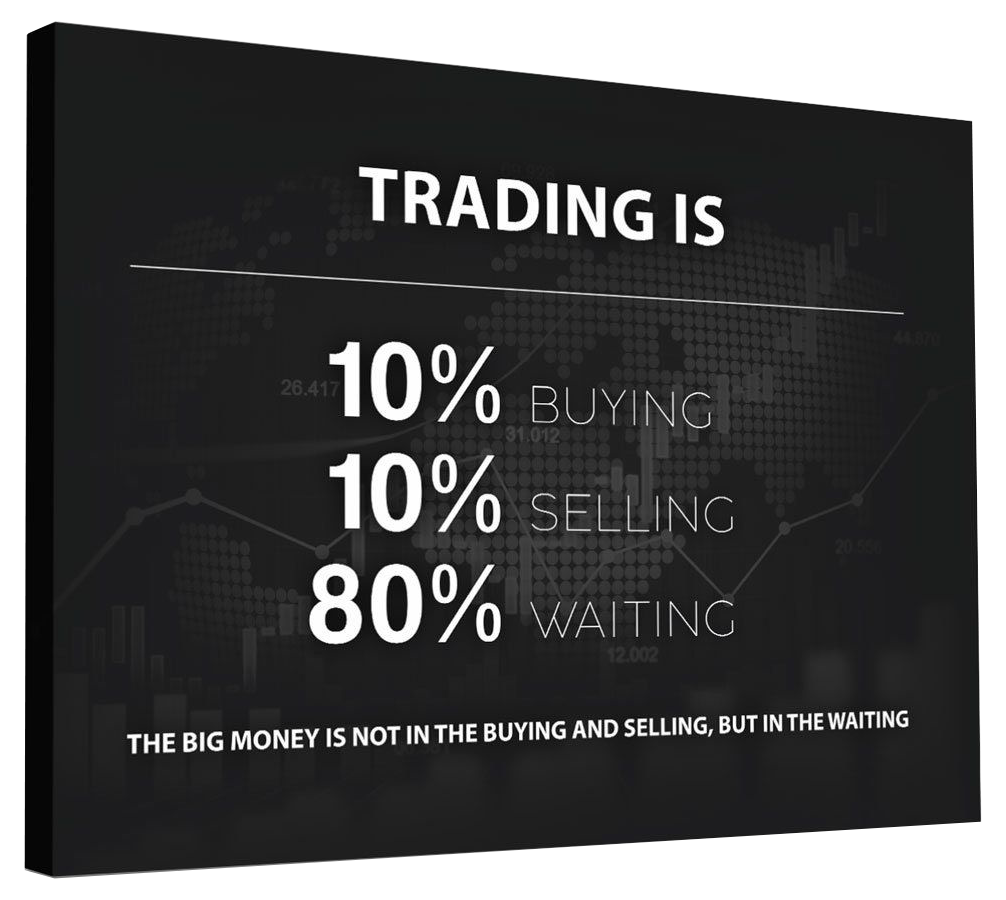 TRADING IS
26.417
10% BUYING
44.070
31.012
10% SELLING
20.550
80% WAITING
12.002
THE BIG MONEY IS NOT IN THE BUYING AND SELLING, BUT IN THE WAITING